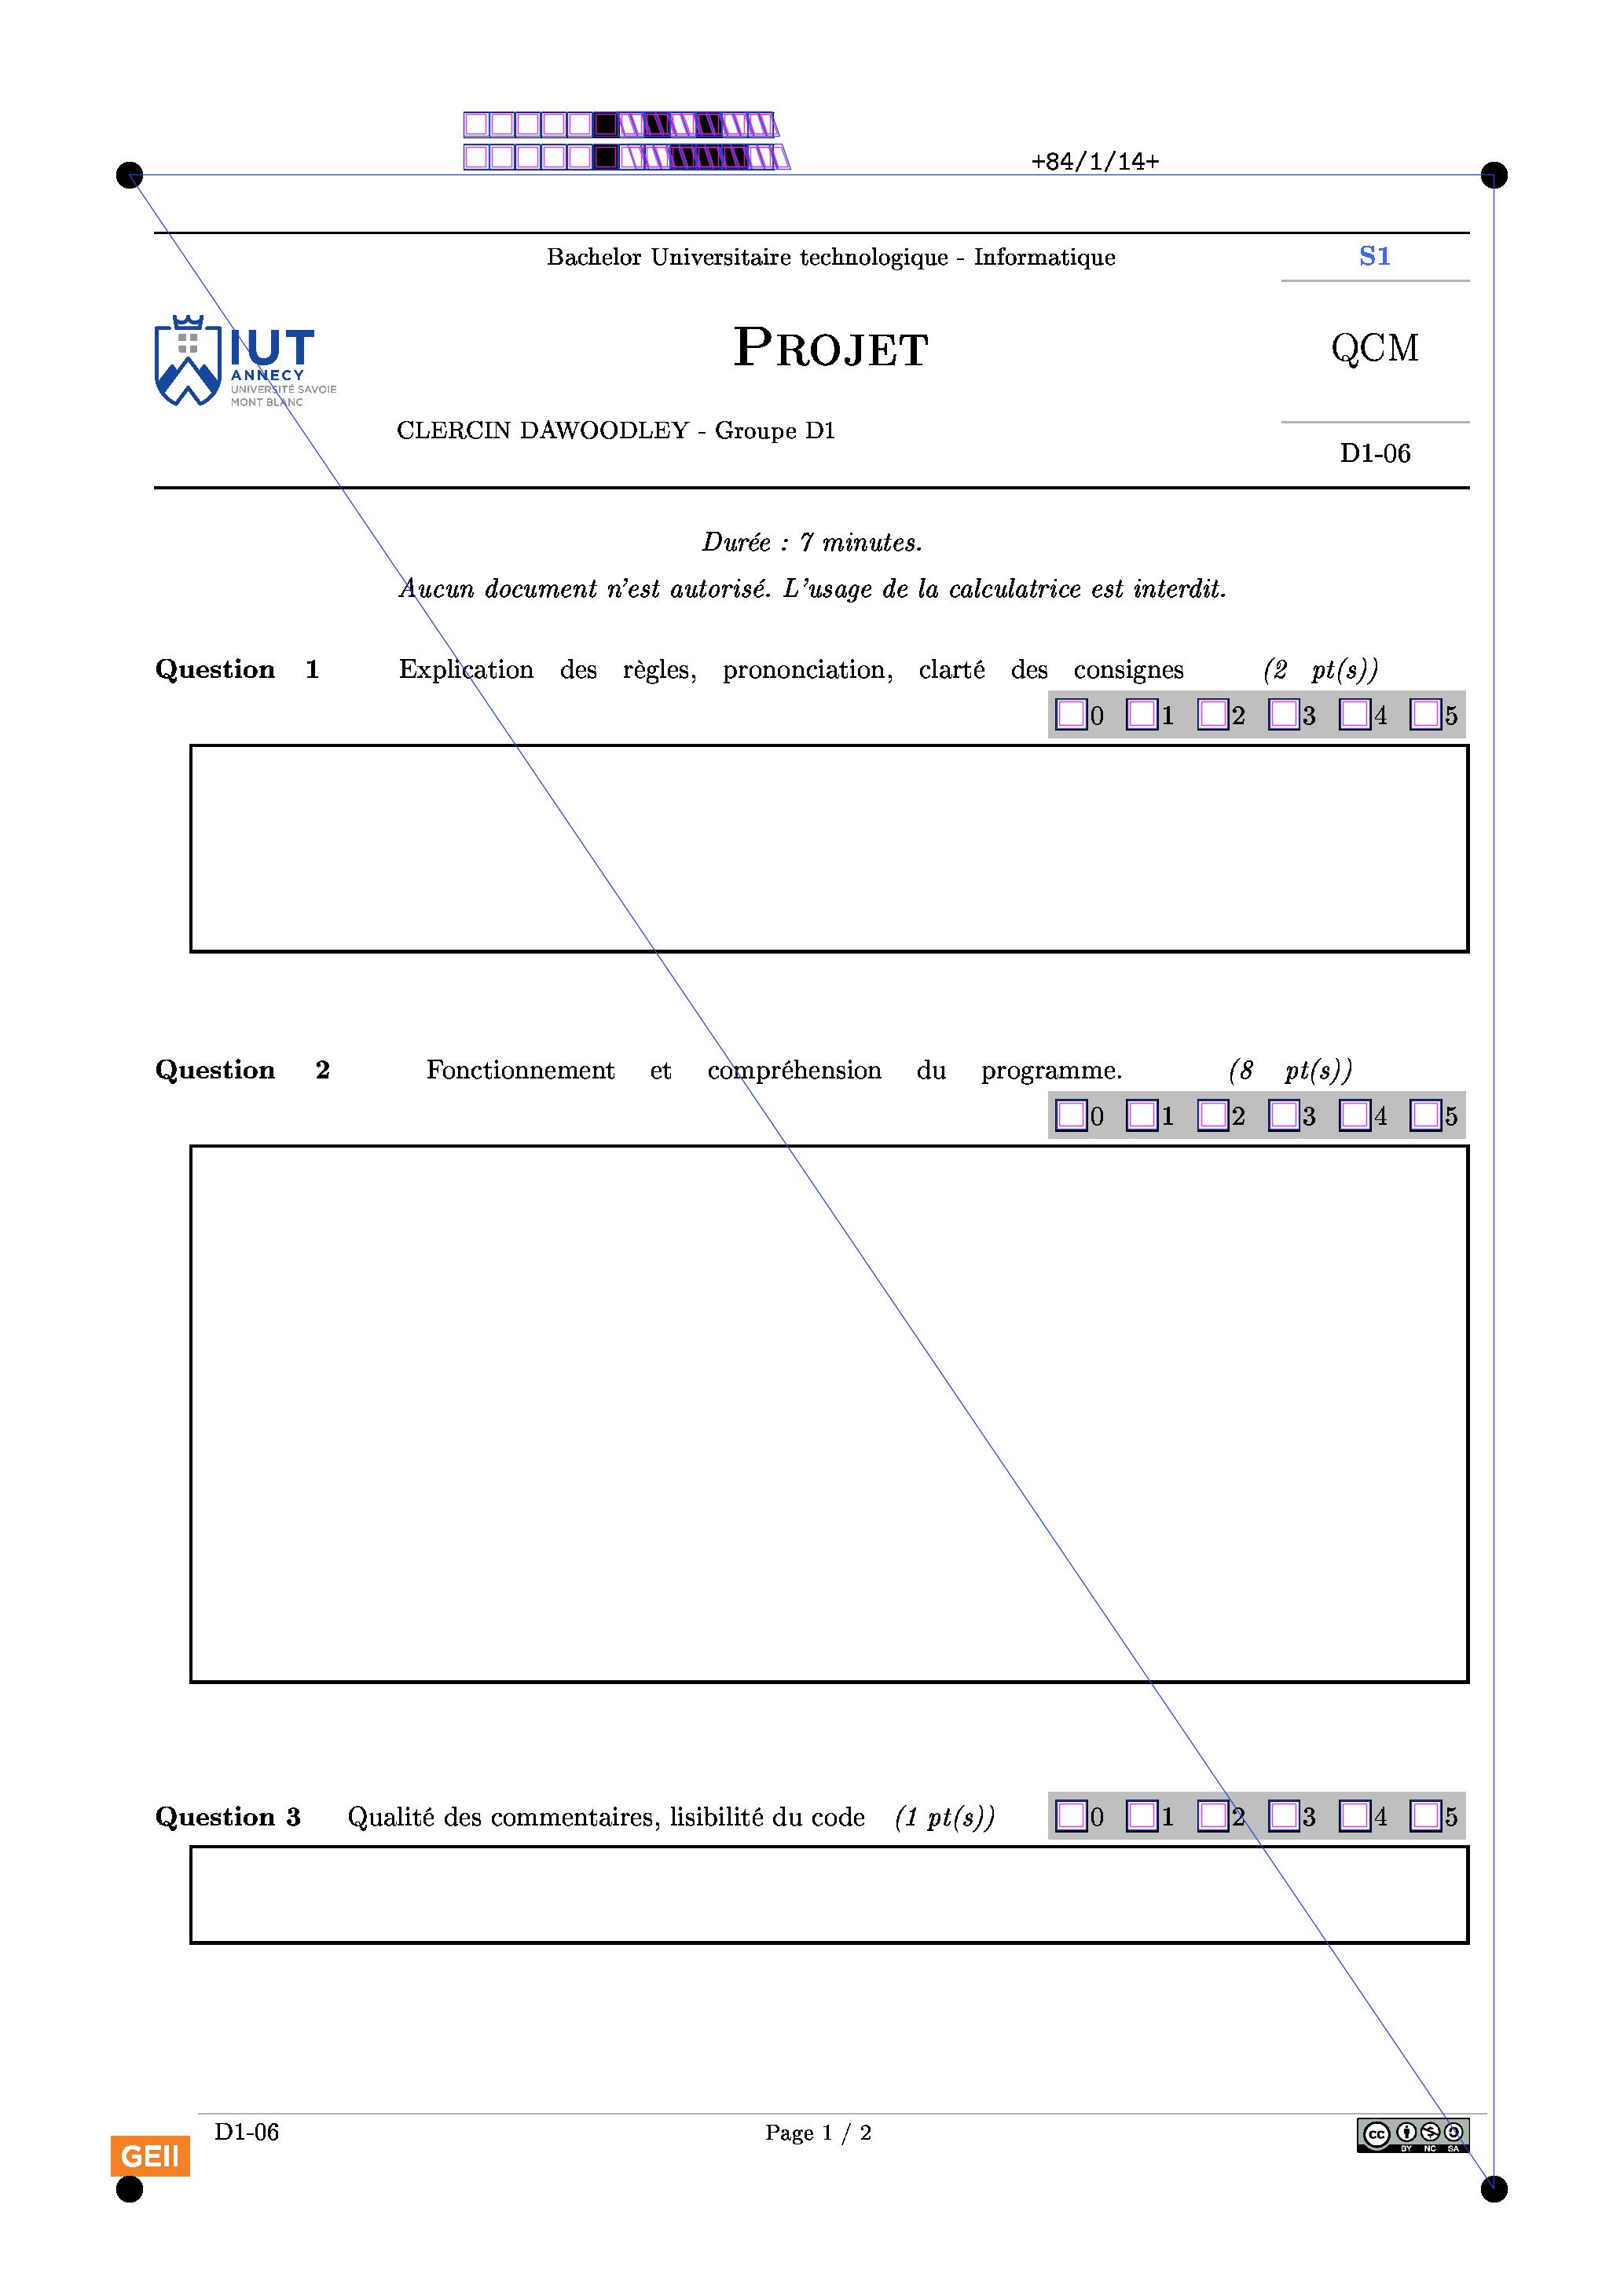 +84/1/14+
Bachelor Universitaire technologique - Informatique
S1
IUT
ANNECY
UNIVERSITÉ SAVOIE
MONT BLANC
PROJET
QCM
CLERCIN DAWOODLEY - Groupe D1
D1-06
Durée : 7 minutes.
Aucun document n'est autorisé. L'usage de la calculatrice est interdit.
Question 1 Explication des règles, prononciation, clarté des consignes (2 pt(s))
0 1 2 3 4 5
Question 2 Fonctionnement et compréhension du programme. (8 pt(s))
0 1 2 3 4 5
Question 3 Qualité des commentaires, lisibilité du code (1 pt(s)) 0 1 2 3 4 5
D1-06 Page 1 / 2
GEII
cc BY NC SA